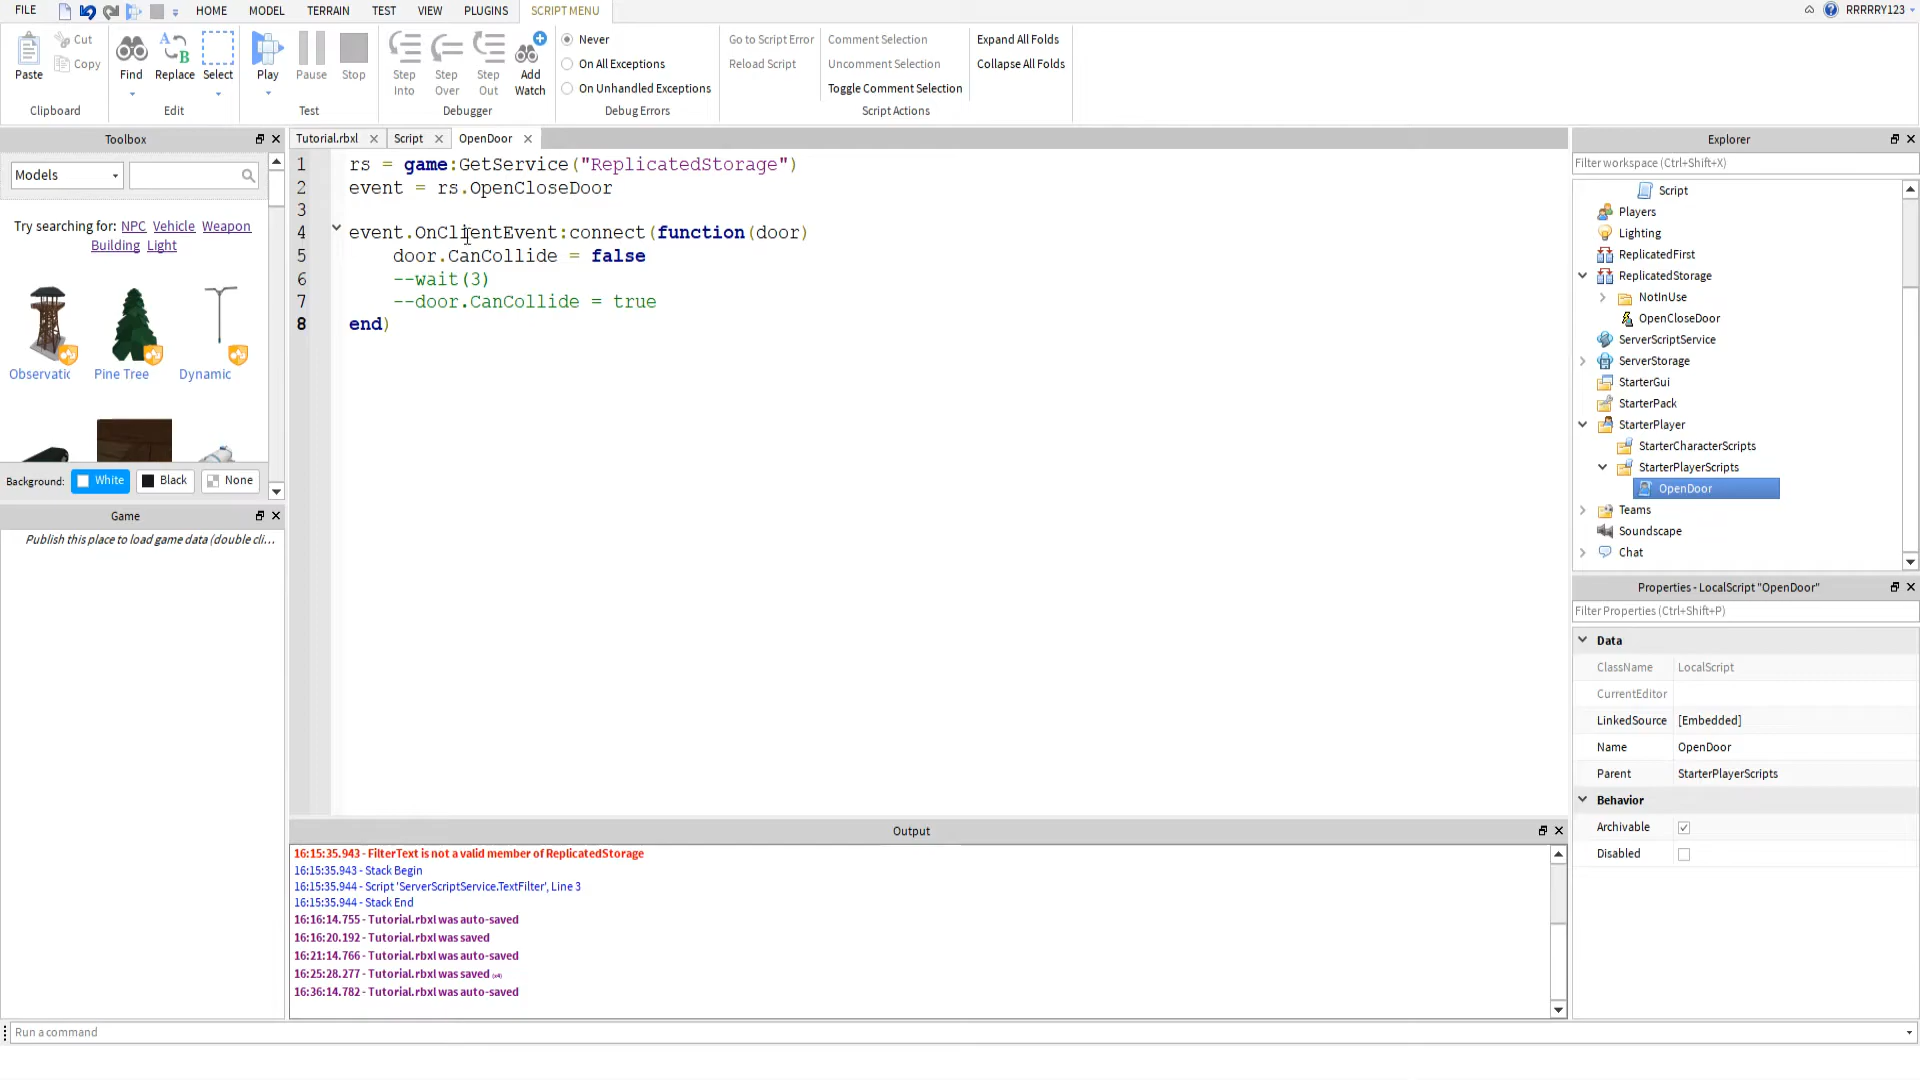 FILE HOME MODEL TERRAIN TEST VIEW PLUGINS SCRIPT MENU RRRRRY123
Paste Cut Copy Find Replace Select Play Pause Stop Step Into Step Over Step Out Add Watch
Never
On All Exceptions
On Unhandled Exceptions
Go to Script Error
Reload Script
Comment Selection
Uncomment Selection
Toggle Comment Selection
Expand All Folds
Collapse All Folds
Clipboard Edit Test Debugger Debug Errors Script Actions
Toolbox
Models
Try searching for: NPC Vehicle Weapon
Building Light
Observatic Pine Tree Dynamic
Background: White Black None
Game
Publish this place to load game data (double cli...
Tutorial.rbxl Script OpenDoor
1 rs = game:GetService("ReplicatedStorage")
2 event = rs.OpenCloseDoor
3
4 event.OnClientEvent:connect(function(door)
5 door.CanCollide = false
6 --wait(3)
7 --door.CanCollide = true
8 end)
Output
16:15:35.943 - FilterText is not a valid member of ReplicatedStorage
16:15:35.943 - Stack Begin
16:15:35.944 - Script 'ServerScriptService.TextFilter', Line 3
16:15:35.944 - Stack End
16:16:14.755 - Tutorial.rbxl was auto-saved
16:16:20.192 - Tutorial.rbxl was saved
16:21:14.766 - Tutorial.rbxl was auto-saved
16:25:28.277 - Tutorial.rbxl was saved (x4)
16:36:14.782 - Tutorial.rbxl was auto-saved
Run a command
Explorer
Filter workspace (Ctrl+Shift+X)
Script
Players
Lighting
ReplicatedFirst
ReplicatedStorage
NotInUse
OpenCloseDoor
ServerScriptService
ServerStorage
StarterGui
StarterPack
StarterPlayer
StarterCharacterScripts
StarterPlayerScripts
OpenDoor
Teams
Soundscape
Chat
Properties - LocalScript "OpenDoor"
Filter Properties (Ctrl+Shift+P)
Data
ClassName LocalScript
CurrentEditor
LinkedSource [Embedded]
Name OpenDoor
Parent StarterPlayerScripts
Behavior
Archivable
Disabled